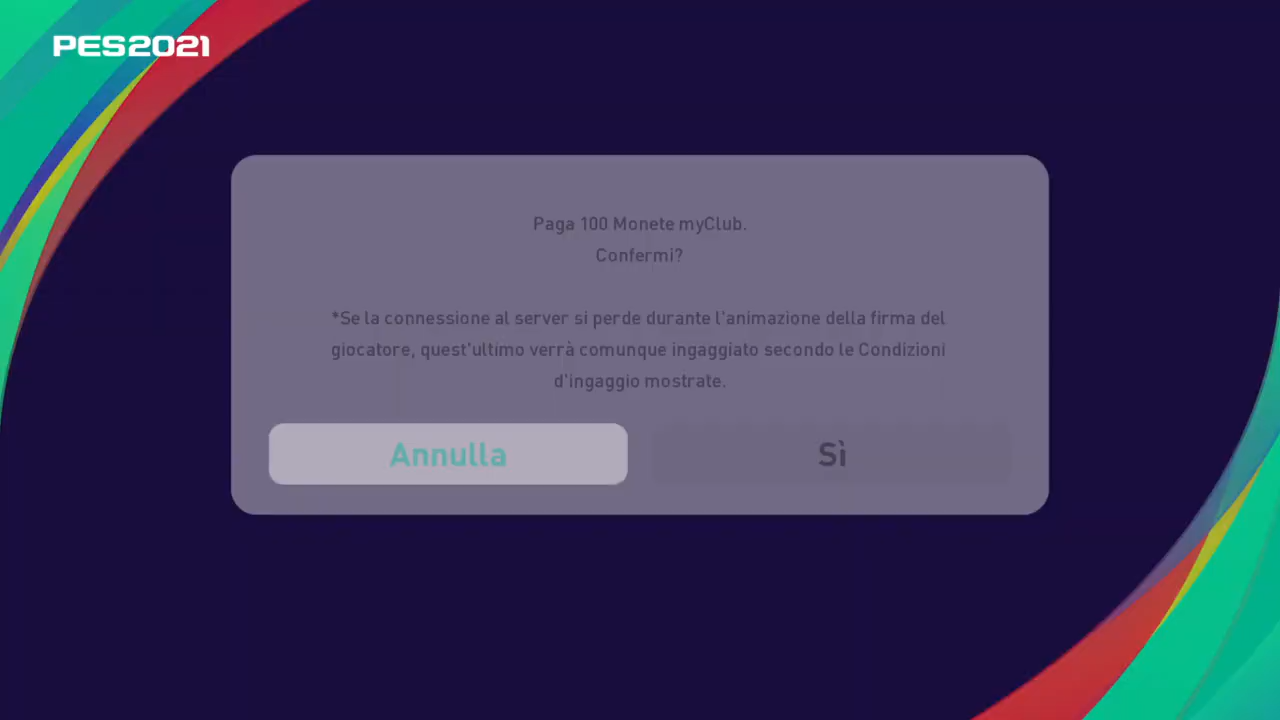 PES2021
Paga 100 Monete myClub.
Confermi?
*Se la connessione al server si perde durante l'animazione della firma del
giocatore, quest'ultimo verrà comunque ingaggiato secondo le Condizioni
d'ingaggio mostrate.
Annulla
Sì